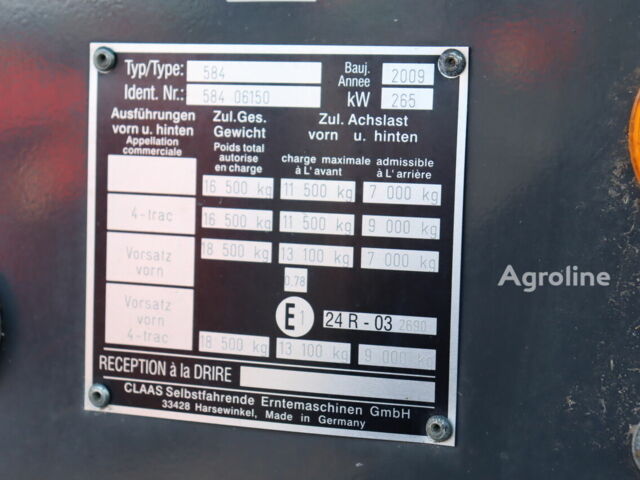 Typ/Type: 584 Bauj. Annee 2009
Ident. Nr.: 584 06150 kW 265
Ausführungen vorn u. hinten Appellation commerciale
Zul.Ges. Gewicht Poids total autorise en charge
Zul. Achslast vorn u. hinten
charge maximale admissible
à L'avant à L'arrière
16 500 kg 11 500 kg 7 000 kg
4-trac 16 500 kg 11 500 kg 9 000 kg
Vorsatz vorn 18 500 kg 13 100 kg 7 000 kg
0,78
E1 24 R - 03 2690
Vorsatz vorn 4-trac 18 500 kg 13 100 kg 9 000 kg
RECEPTION à la DRIRE
CLAAS Selbstfahrende Erntemaschinen GmbH
33428 Harsewinkel, Made in Germany
Agroline